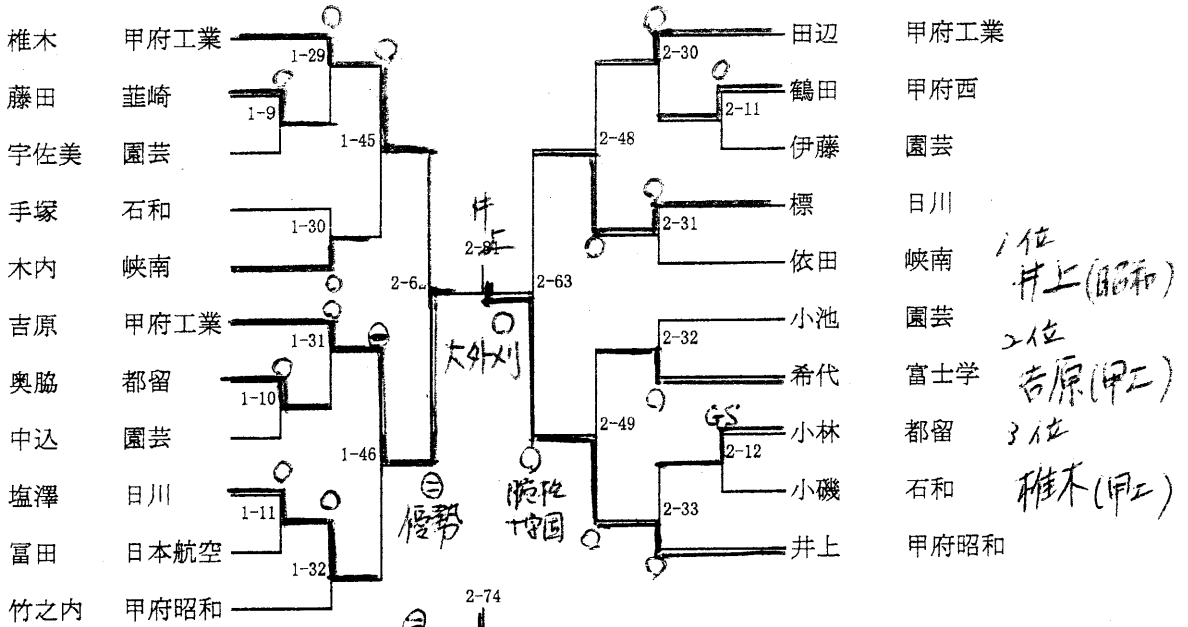 椎木 甲府工業
藤田 韮崎
宇佐美 園芸
手塚 石和
木内 峡南
吉原 甲府工業
奥脇 都留
中込 園芸
塩澤 日川
冨田 日本航空
竹之内 甲府昭和
1-29
1-9
1-45
1-30
1-31
1-10
1-46
1-11
1-32
2-6
優勢
井上
大外刈
2-74
2-63
腕挫十字固
2-30
2-11
2-48
2-31
2-32
2-49
GS
2-12
2-33
田辺 甲府工業
鶴田 甲府西
伊藤 園芸
標 日川
依田 峡南
小池 園芸
希代 富士学
小林 都留
小磯 石和
井上 甲府昭和
1位
井上(昭和)
2位
吉原(甲工)
3位
椎木(甲工)